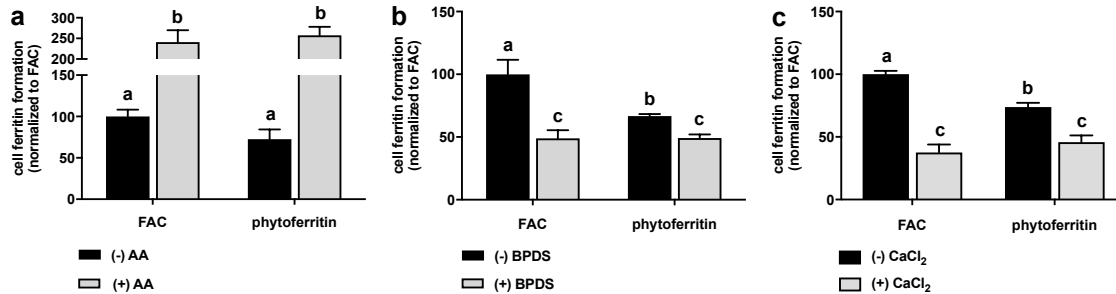 a
cell ferritin formation
(normalized to FAC)
300
250
200
150
100
50
0
a
b
a
b
FAC
phytoferritin
(-) AA
(+) AA
b
cell ferritin formation
(normalized to FAC)
150
100
50
0
a
c
b
c
FAC
phytoferritin
(-) BPDS
(+) BPDS
c
cell ferritin formation
(normalized to FAC)
150
100
50
0
a
c
b
c
FAC
phytoferritin
(-) CaCl₂
(+) CaCl₂